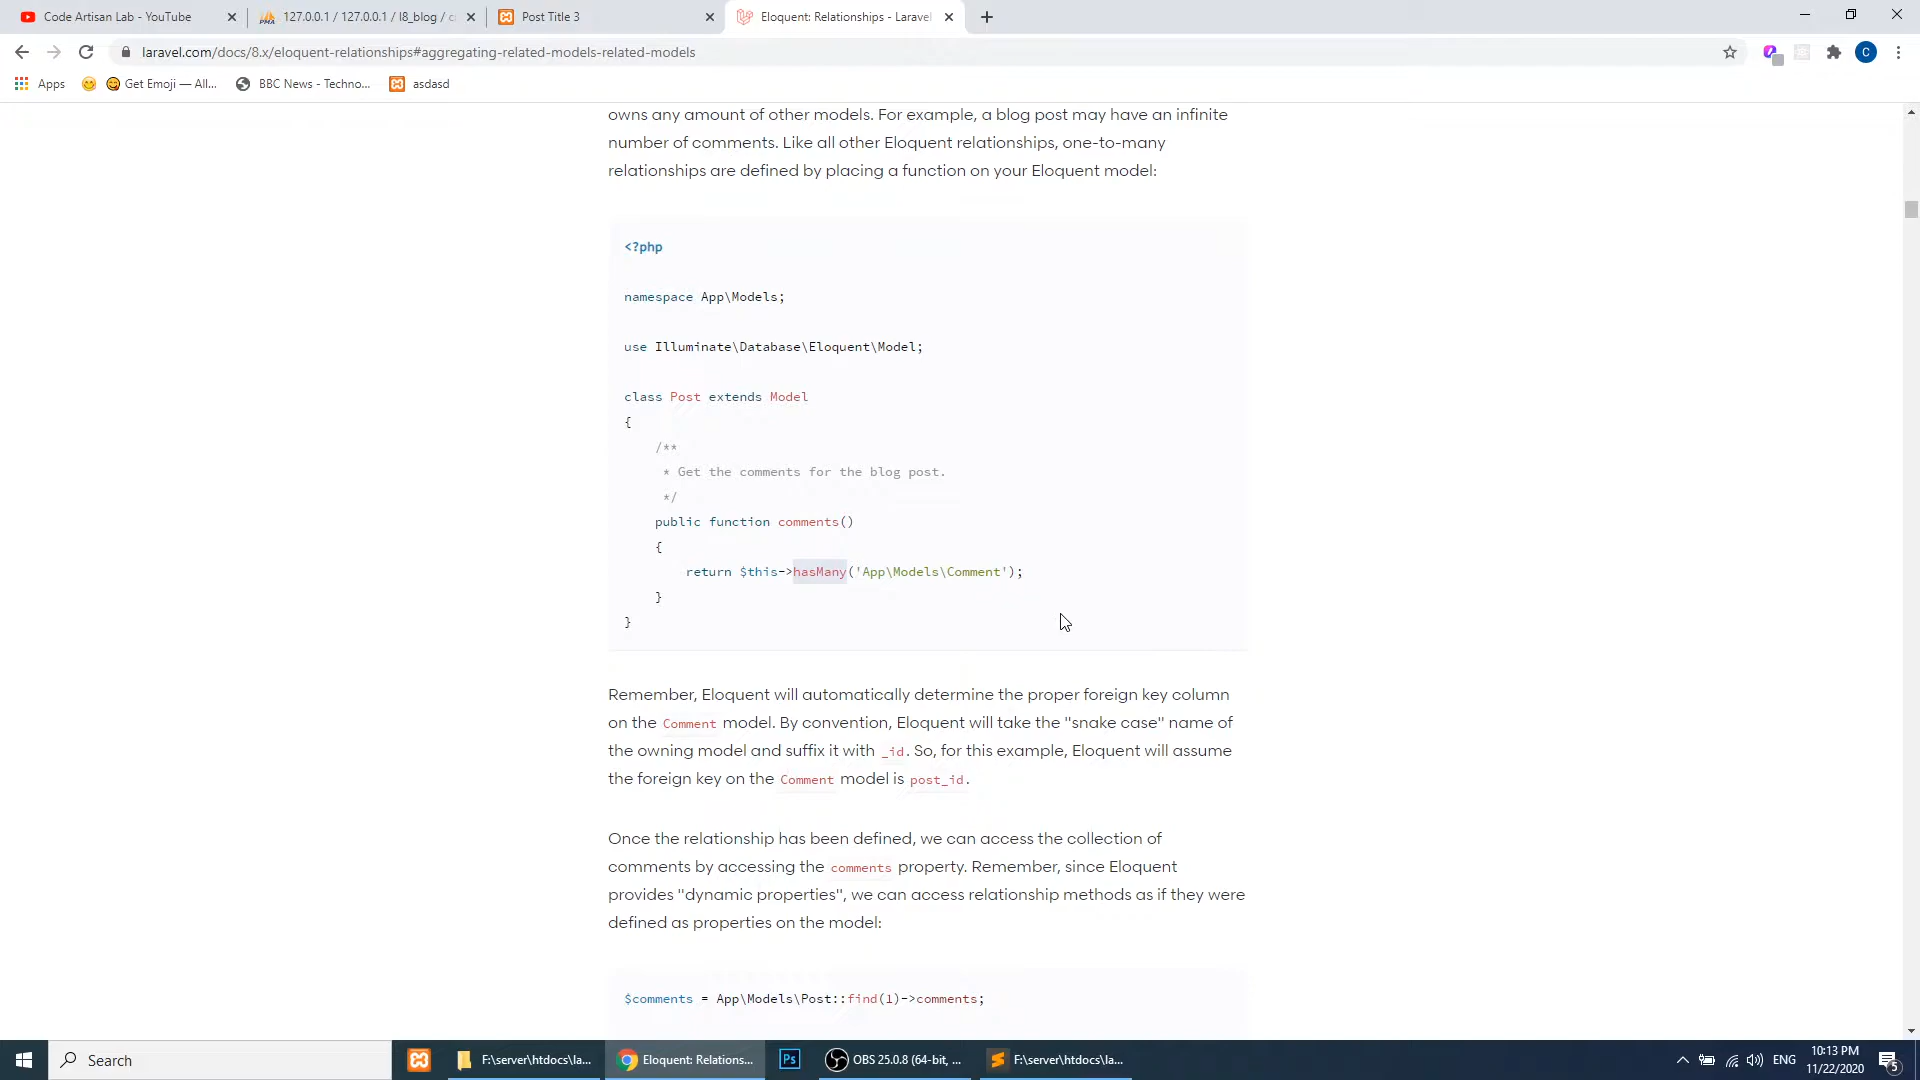 Code Artisan Lab - YouTube
127.0.0.1 / 127.0.0.1 / l8_blog / c
Post Title 3
Eloquent: Relationships - Laravel
laravel.com/docs/8.x/eloquent-relationships#aggregating-related-models-related-models
C
Apps
Get Emoji — All...
BBC News - Techno...
asdasd
owns any amount of other models. For example, a blog post may have an infinite
number of comments. Like all other Eloquent relationships, one-to-many
relationships are defined by placing a function on your Eloquent model:
<?php
namespace App\Models;
use Illuminate\Database\Eloquent\Model;
class Post extends Model
{
/**
* Get the comments for the blog post.
*/
public function comments()
{
return $this->hasMany('App\Models\Comment');
}
}
Remember, Eloquent will automatically determine the proper foreign key column
on the Comment model. By convention, Eloquent will take the "snake case" name of
the owning model and suffix it with _id. So, for this example, Eloquent will assume
the foreign key on the Comment model is post_id.
Once the relationship has been defined, we can access the collection of
comments by accessing the comments property. Remember, since Eloquent
provides "dynamic properties", we can access relationship methods as if they were
defined as properties on the model:
$comments = App\Models\Post::find(1)->comments;
Search
F:\server\htdocs\la...
Eloquent: Relations...
Ps
OBS 25.0.8 (64-bit, ...
F:\server\htdocs\la...
ENG
10:13 PM
11/22/2020
5